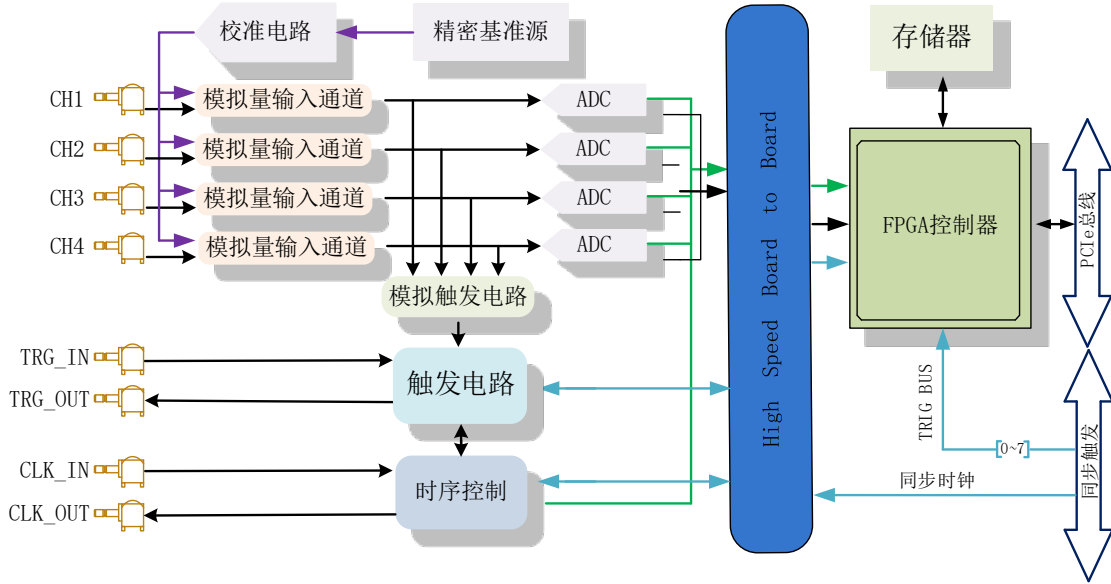 校准电路
精密基准源
存储器
CH1
模拟量输入通道
ADC
CH2
模拟量输入通道
ADC
CH3
模拟量输入通道
ADC
CH4
模拟量输入通道
ADC
模拟触发电路
High Speed Board to Board
FPGA控制器
PCIe总线
TRG_IN
TRG_OUT
触发电路
TRIG BUS
[0~7]
同步触发
CLK_IN
CLK_OUT
时序控制
同步时钟